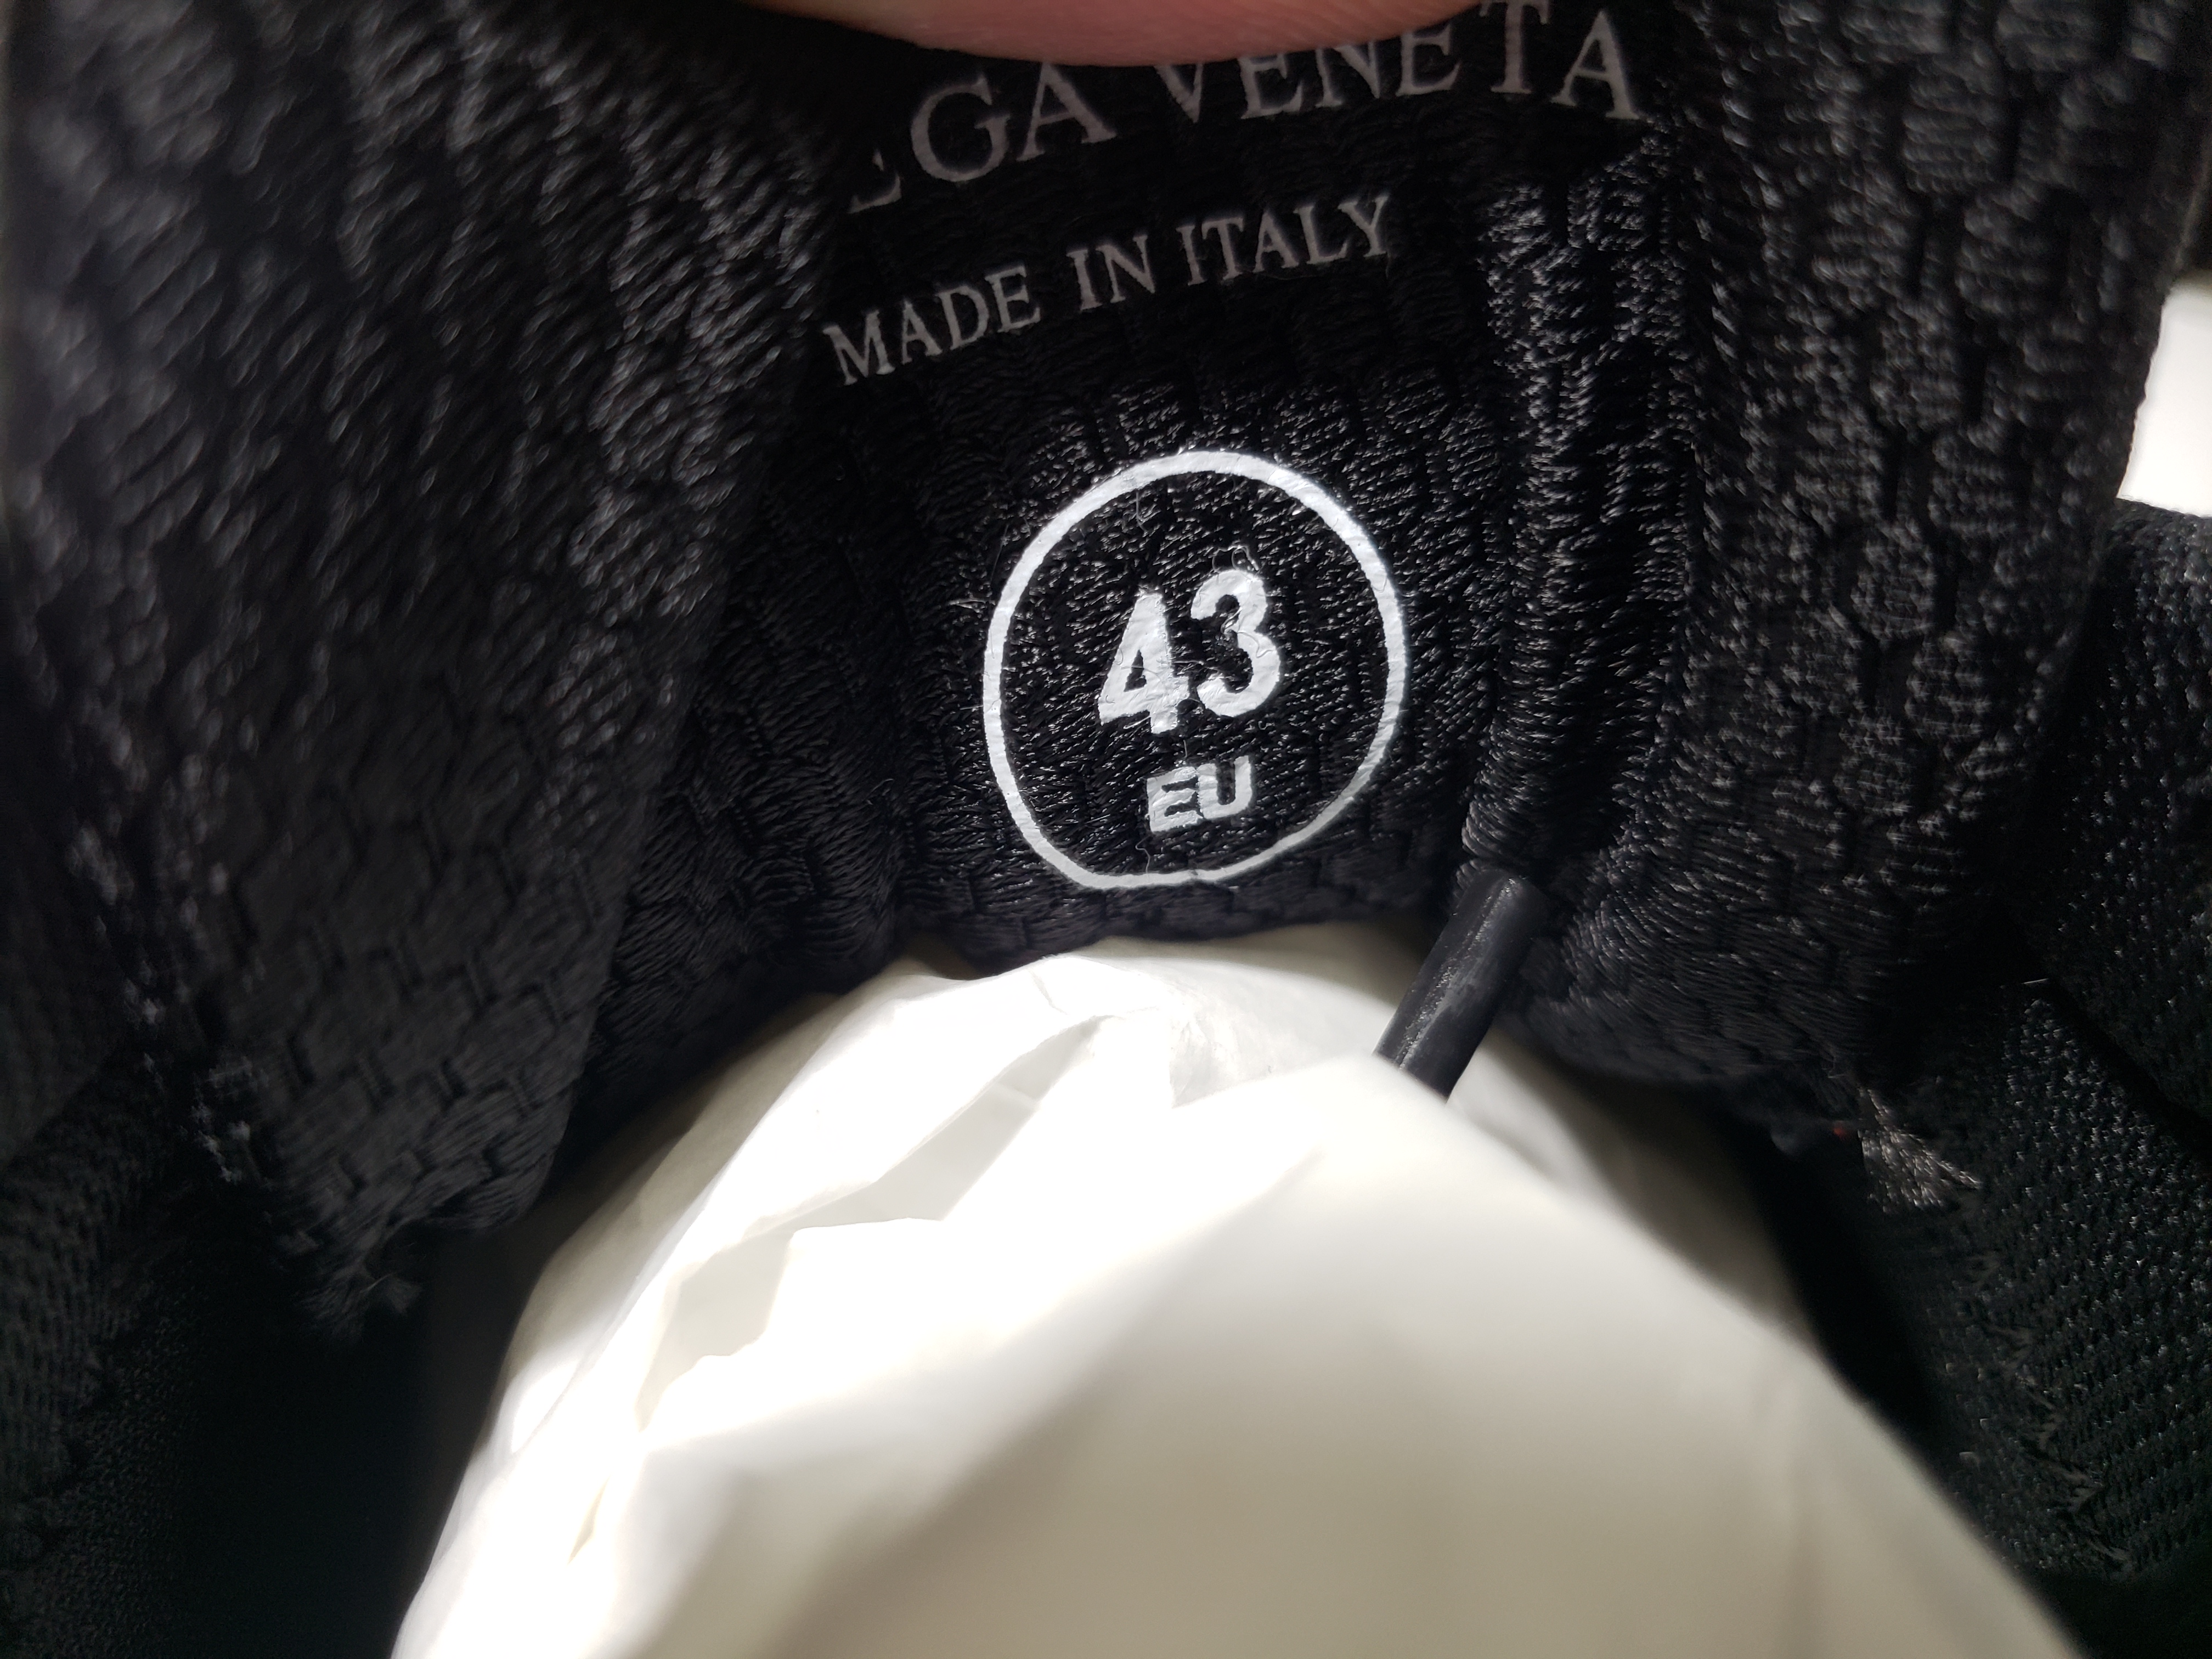 EGA VENETA
MADE IN ITALY
43
EU